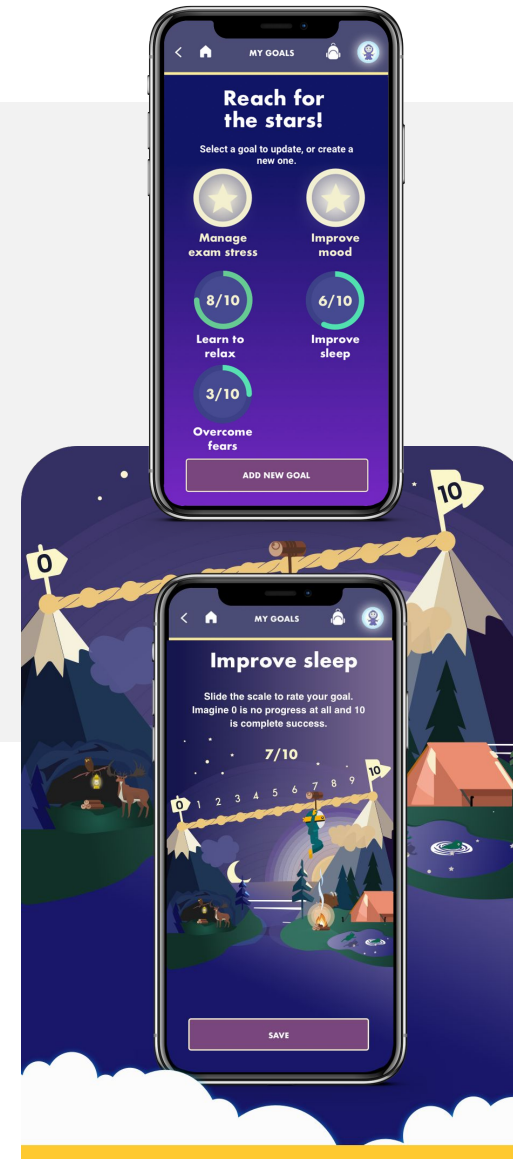 MY GOALS
Reach for
the stars!
Select a goal to update, or create a
new one.
Manage
exam stress
Improve
mood
8/10
6/10
Learn to
relax
Improve
sleep
3/10
Overcome
fears
ADD NEW GOAL
0
10
MY GOALS
Improve sleep
Slide the scale to rate your goal.
Imagine 0 is no progress at all and 10
is complete success.
7/10
0 1 2 3 4 5 6 7 8 9 10
SAVE